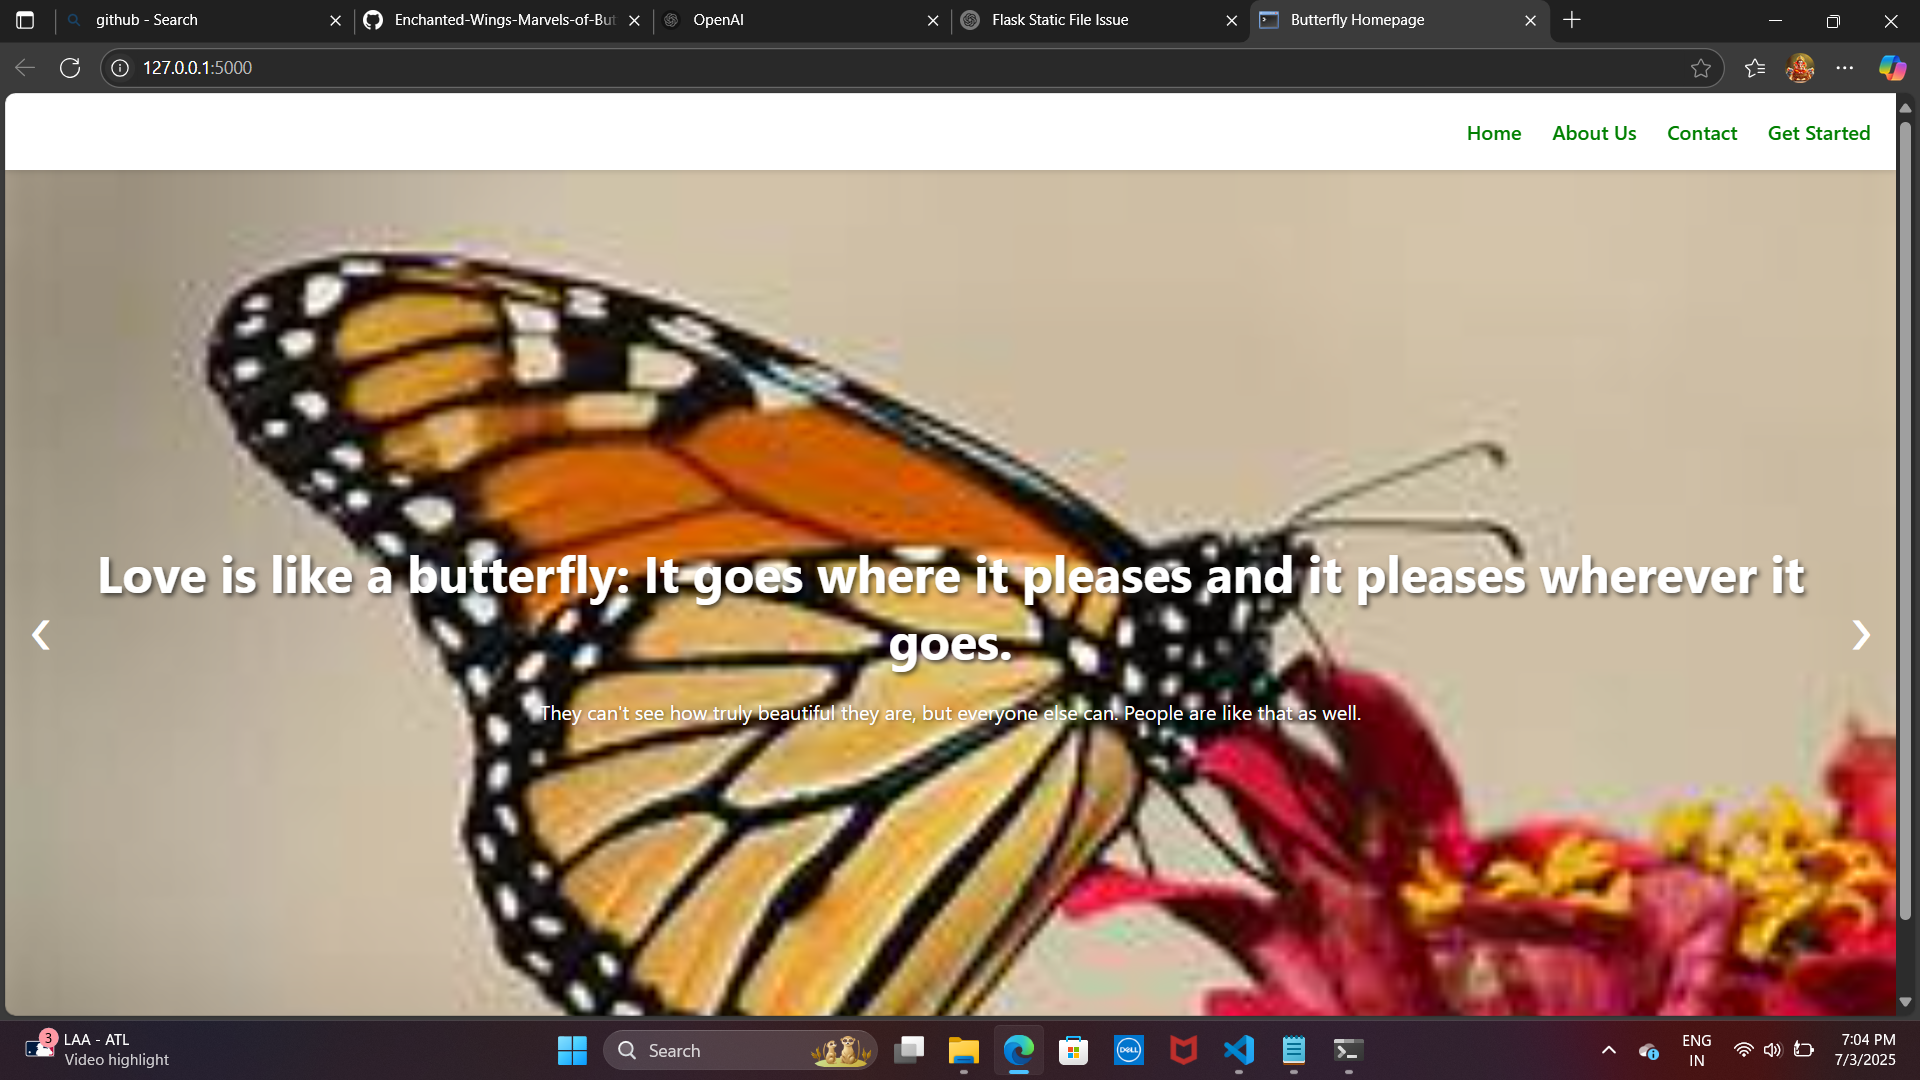 github - Search
Enchanted-Wings-Marvels-of-But
OpenAI
Flask Static File Issue
Butterfly Homepage
127.0.0.1:5000
Home
About Us
Contact
Get Started
Love is like a butterfly: It goes where it pleases and it pleases wherever it
goes.
They can't see how truly beautiful they are, but everyone else can. People are like that as well.
3
LAA - ATL
Video highlight
Search
DELL
ENG
IN
7:04 PM
7/3/2025